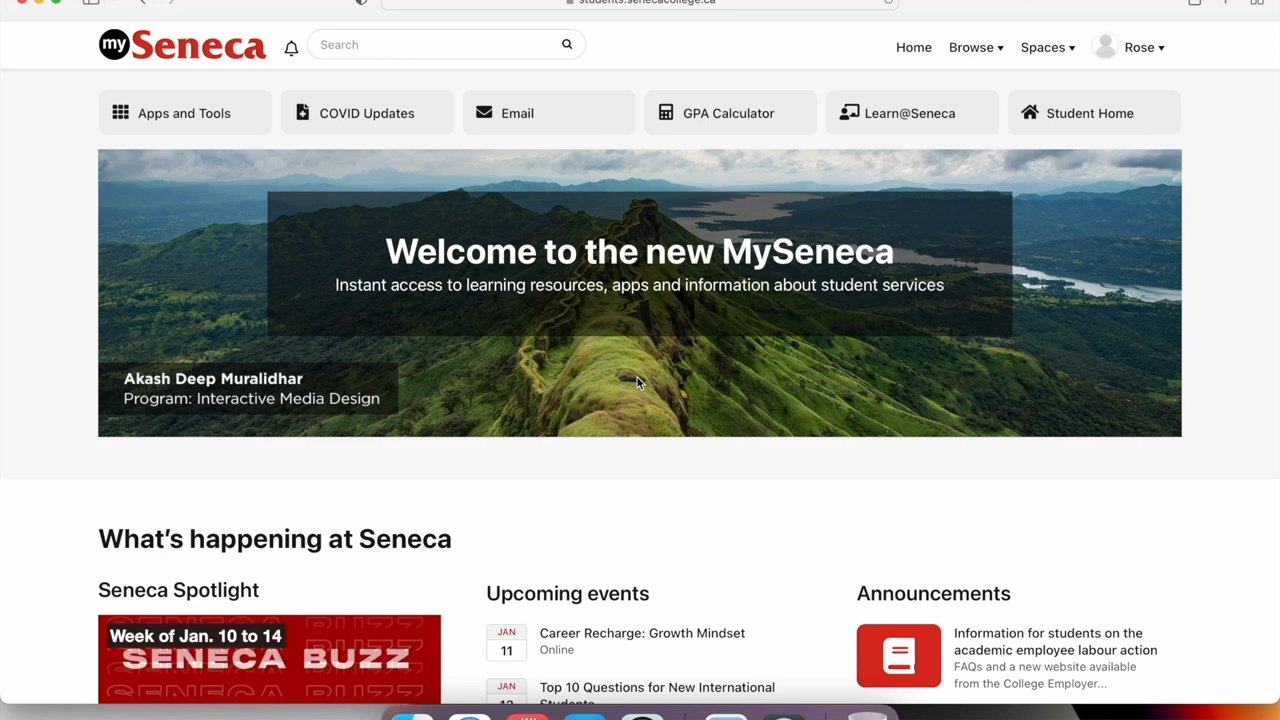 students.senecacollege.ca
my Seneca
Search
Home
Browse
Spaces
Rose
Apps and Tools
COVID Updates
Email
GPA Calculator
Learn@Seneca
Student Home
Welcome to the new MySeneca
Instant access to learning resources, apps and information about student services
Akash Deep Muralidhar
Program: Interactive Media Design
What's happening at Seneca
Seneca Spotlight
Week of Jan. 10 to 14
SENECA BUZZ
Upcoming events
JAN
11
Career Recharge: Growth Mindset
Online
JAN
Top 10 Questions for New International
Students
Announcements
Information for students on the
academic employee labour action
FAQs and a new website available
from the College Employer...